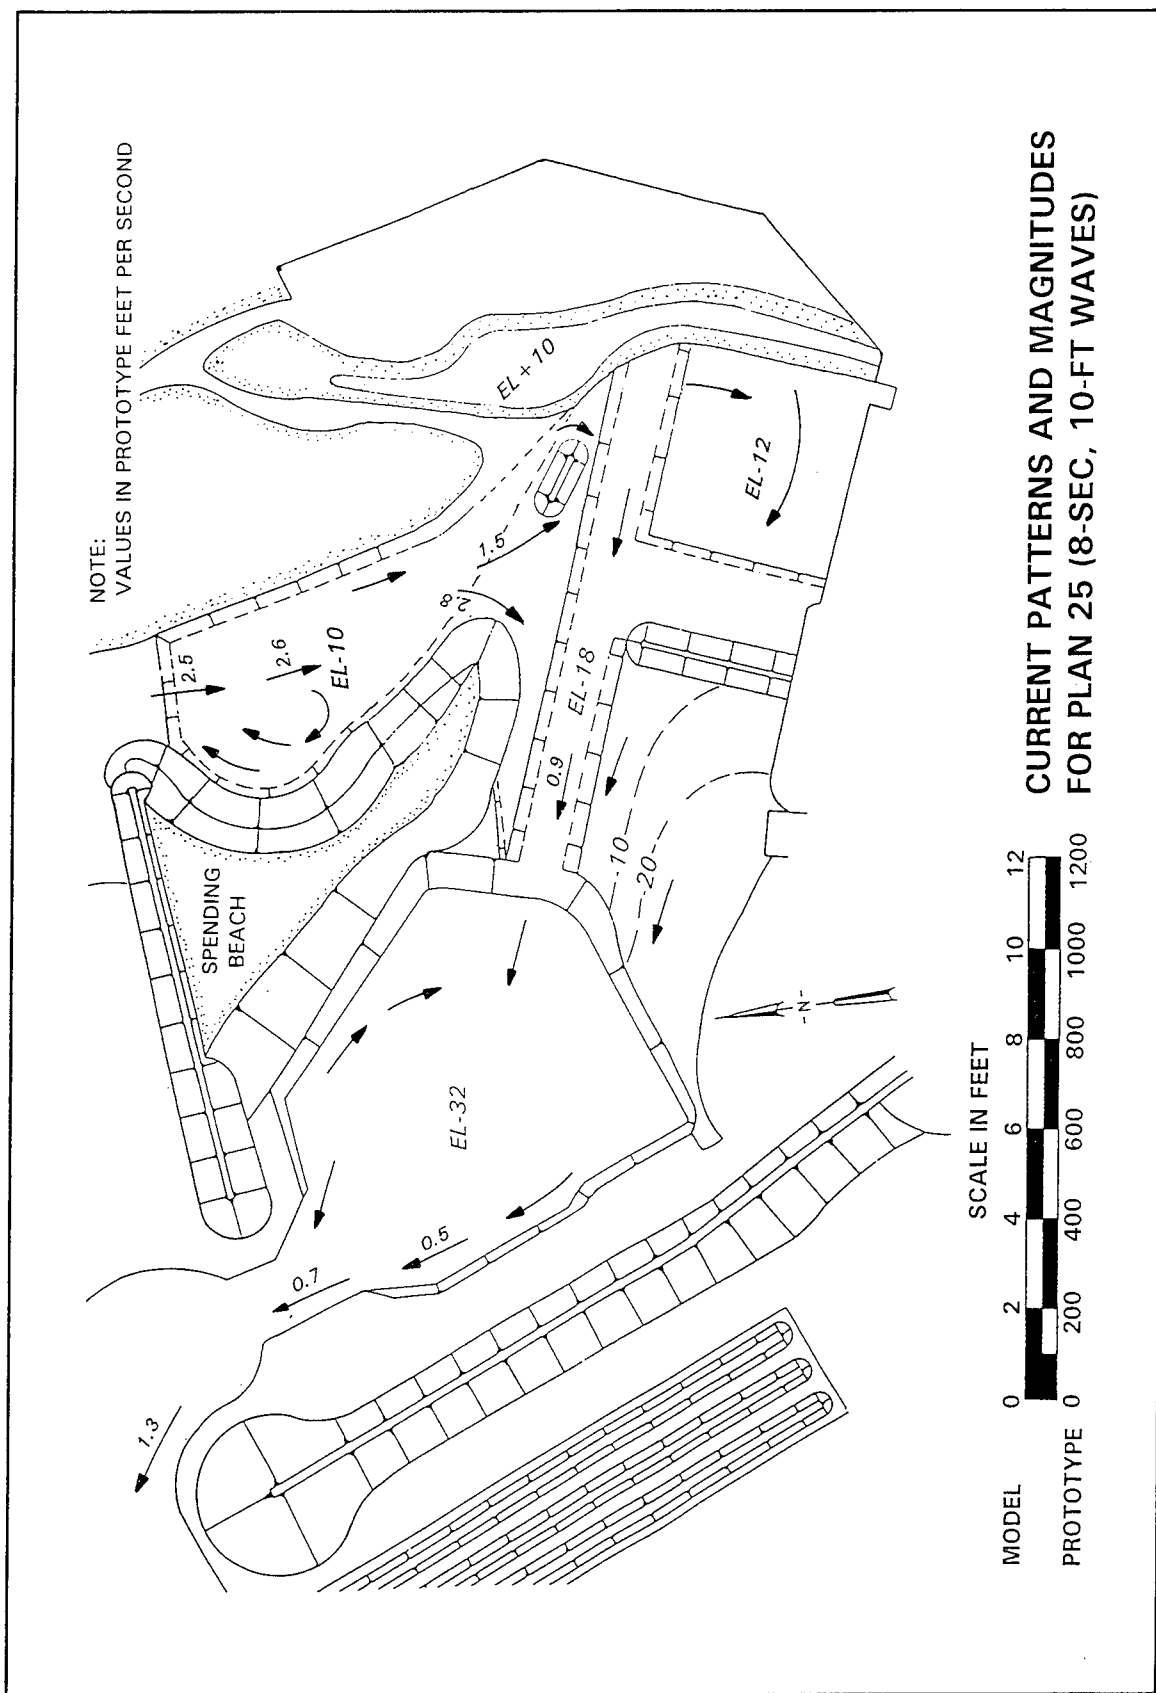 NOTE:
VALUES IN PROTOTYPE FEET PER SECOND
2.5
2.6
EL-10
2.8
1.5
EL+10
SPENDING
BEACH
EL-18
0.9
EL-12
-10
-20
EL-32
0.5
0.7
1.3
-N-
SCALE IN FEET
MODEL 0 2 4 6 8 10 12
PROTOTYPE 0 200 400 600 800 1000 1200
CURRENT PATTERNS AND MAGNITUDES
FOR PLAN 25 (8-SEC, 10-FT WAVES)